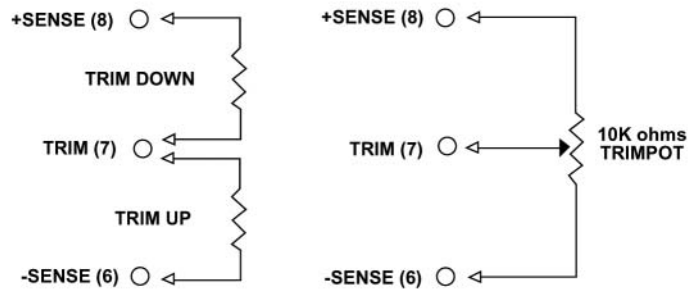 +SENSE (8)
TRIM DOWN
TRIM (7)
TRIM UP
-SENSE (6)
+SENSE (8)
TRIM (7)
10K ohms
TRIMPOT
-SENSE (6)